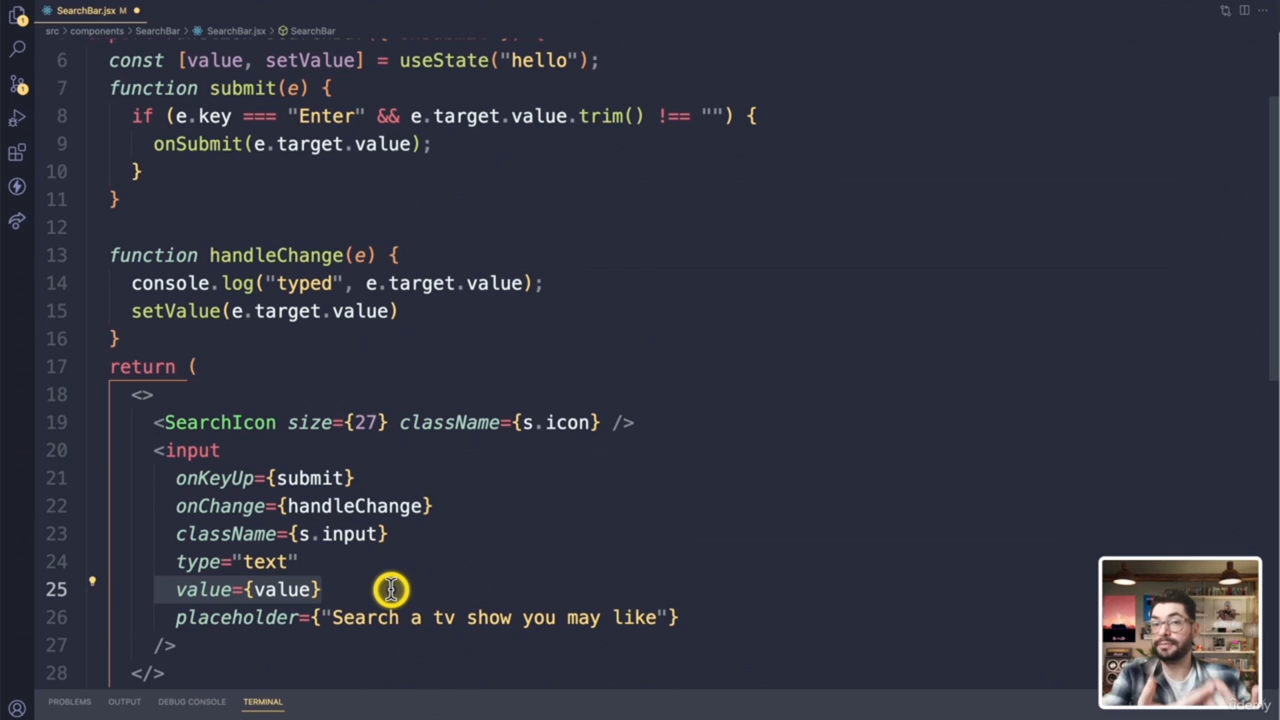 SearchBar.jsx M
src > components > SearchBar > SearchBar.jsx > SearchBar
6 const [value, setValue] = useState("hello");
7 function submit(e) {
8 if (e.key === "Enter" && e.target.value.trim() !== "") {
9 onSubmit(e.target.value);
10 }
11 }
12
13 function handleChange(e) {
14 console.log("typed", e.target.value);
15 setValue(e.target.value)
16 }
17 return (
18 <>
19 <SearchIcon size={27} className={s.icon} />
20 <input
21 onKeyUp={submit}
22 onChange={handleChange}
23 className={s.input}
24 type="text"
25 value={value}
26 placeholder={"Search a tv show you may like"}
27 />
28 </>
PROBLEMS OUTPUT DEBUG CONSOLE TERMINAL
udemy